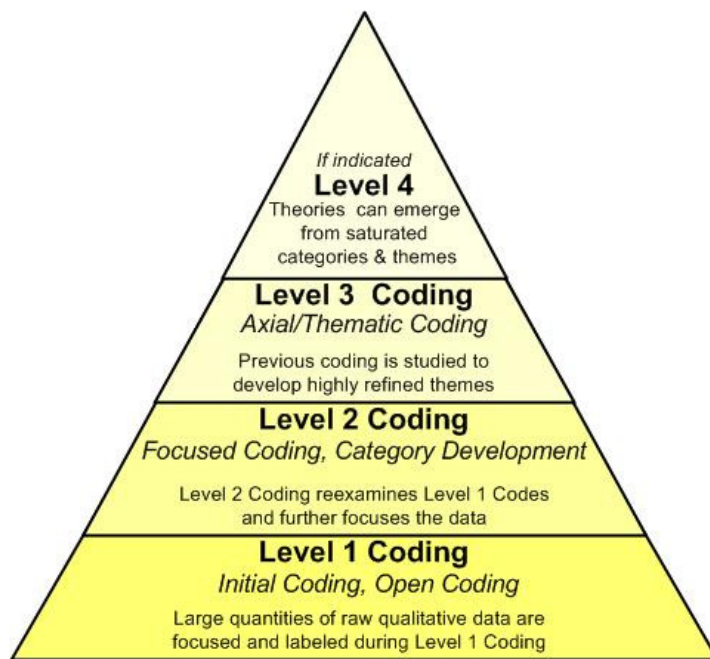 If indicated
Level 4
Theories can emerge
from saturated
categories & themes
Level 3 Coding
Axial/Thematic Coding
Previous coding is studied to
develop highly refined themes
Level 2 Coding
Focused Coding, Category Development
Level 2 Coding reexamines Level 1 Codes
and further focuses the data
Level 1 Coding
Initial Coding, Open Coding
Large quantities of raw qualitative data are
focused and labeled during Level 1 Coding